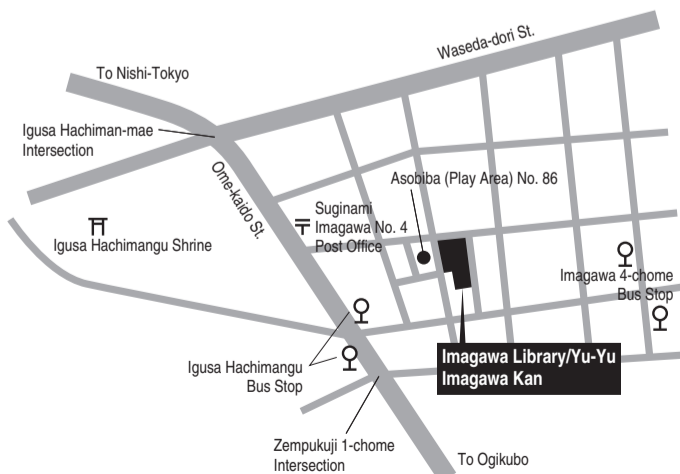 Waseda-dori St.
To Nishi-Tokyo
Igusa Hachiman-mae
Intersection
Ome-kaido St.
Asobiba (Play Area) No. 86
Suginami
Imagawa No. 4
Post Office
Igusa Hachimangu Shrine
Imagawa 4-chome
Bus Stop
Imagawa Library/Yu-Yu
Imagawa Kan
Igusa Hachimangu
Bus Stop
Zempukuji 1-chome
Intersection
To Ogikubo